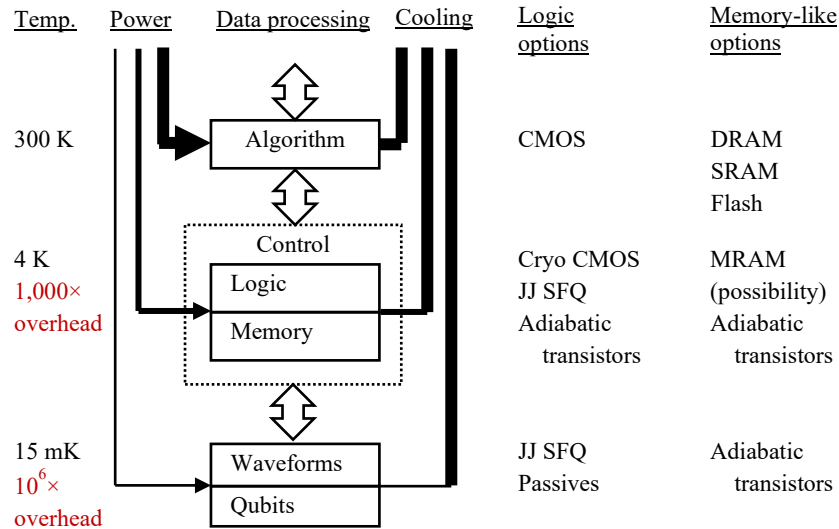 Temp. Power Data processing Cooling Logic options Memory-like options
300 K Algorithm CMOS DRAM
SRAM
Flash
Control
4 K Logic Cryo CMOS MRAM
1,000× JJ SFQ (possibility)
overhead Memory Adiabatic Adiabatic
transistors transistors
15 mK Waveforms JJ SFQ Adiabatic
10⁶× Qubits Passives transistors
overhead